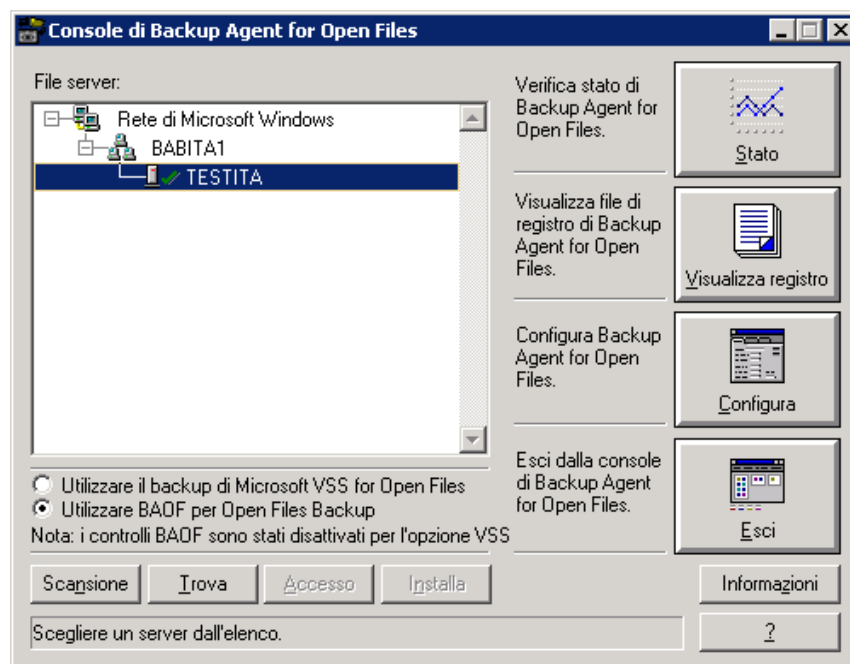 Console di Backup Agent for Open Files
File server:
Rete di Microsoft Windows
BABITA1
TESTITA
Verifica stato di
Backup Agent for
Open Files.
Stato
Visualizza file di
registro di Backup
Agent for Open
Files.
Visualizza registro
Configura Backup
Agent for Open
Files.
Configura
Esci dalla console
di Backup Agent
for Open Files.
Esci
Utilizzare il backup di Microsoft VSS for Open Files
Utilizzare BAOF per Open Files Backup
Nota: i controlli BAOF sono stati disattivati per l'opzione VSS
Scansione
Trova
Accesso
Installa
Informazioni
Scegliere un server dall'elenco.
?